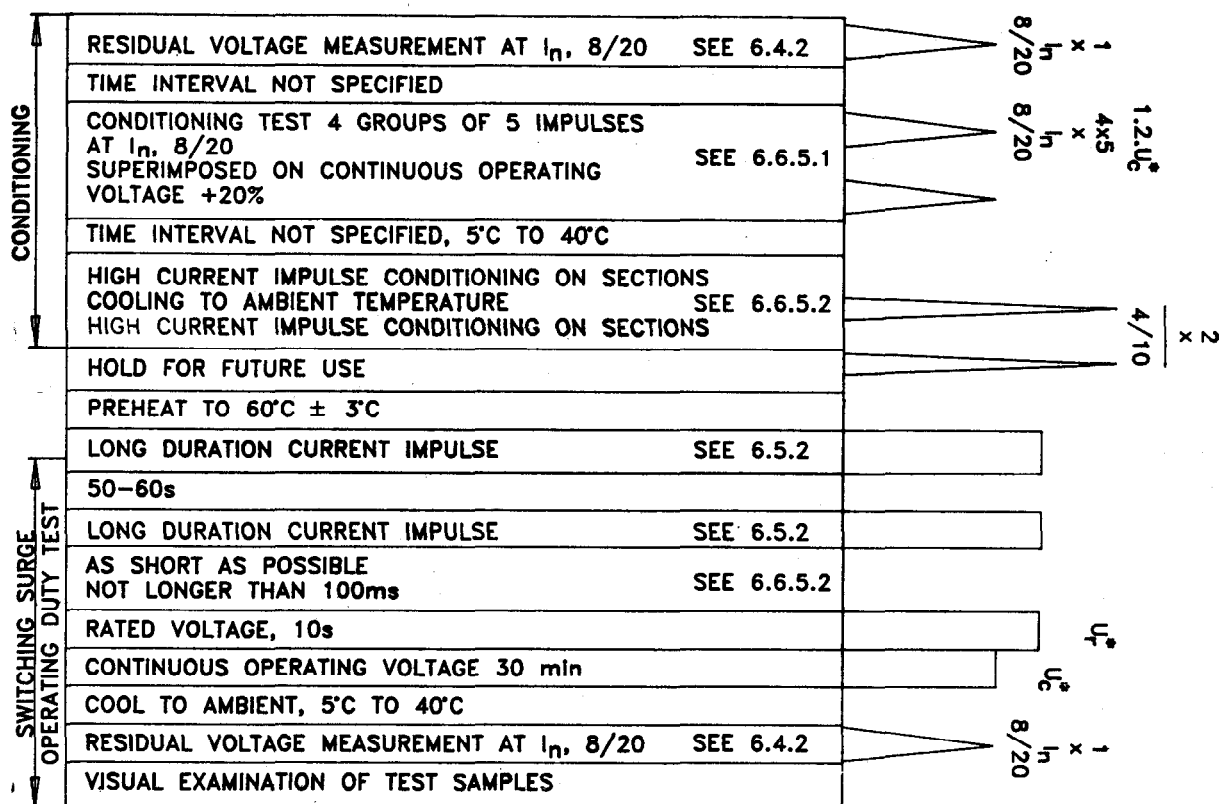 CONDITIONING
RESIDUAL VOLTAGE MEASUREMENT AT In, 8/20 SEE 6.4.2
TIME INTERVAL NOT SPECIFIED
CONDITIONING TEST 4 GROUPS OF 5 IMPULSES
AT In, 8/20
SUPERIMPOSED ON CONTINUOUS OPERATING
VOLTAGE +20%
SEE 6.6.5.1
TIME INTERVAL NOT SPECIFIED, 5°C TO 40°C
HIGH CURRENT IMPULSE CONDITIONING ON SECTIONS
COOLING TO AMBIENT TEMPERATURE SEE 6.6.5.2
HIGH CURRENT IMPULSE CONDITIONING ON SECTIONS
HOLD FOR FUTURE USE
PREHEAT TO 60°C ± 3°C
SWITCHING SURGE
OPERATING DUTY TEST
LONG DURATION CURRENT IMPULSE SEE 6.5.2
50-60s
LONG DURATION CURRENT IMPULSE SEE 6.5.2
AS SHORT AS POSSIBLE
NOT LONGER THAN 100ms
SEE 6.6.5.2
RATED VOLTAGE, 10s
CONTINUOUS OPERATING VOLTAGE 30 min
COOL TO AMBIENT, 5°C TO 40°C
RESIDUAL VOLTAGE MEASUREMENT AT In, 8/20 SEE 6.4.2
VISUAL EXAMINATION OF TEST SAMPLES
1 x In
8/20
1.2.Uc*
4x5 x In
8/20
2 x
4/10
Ur*
Uc*
1 x In
8/20